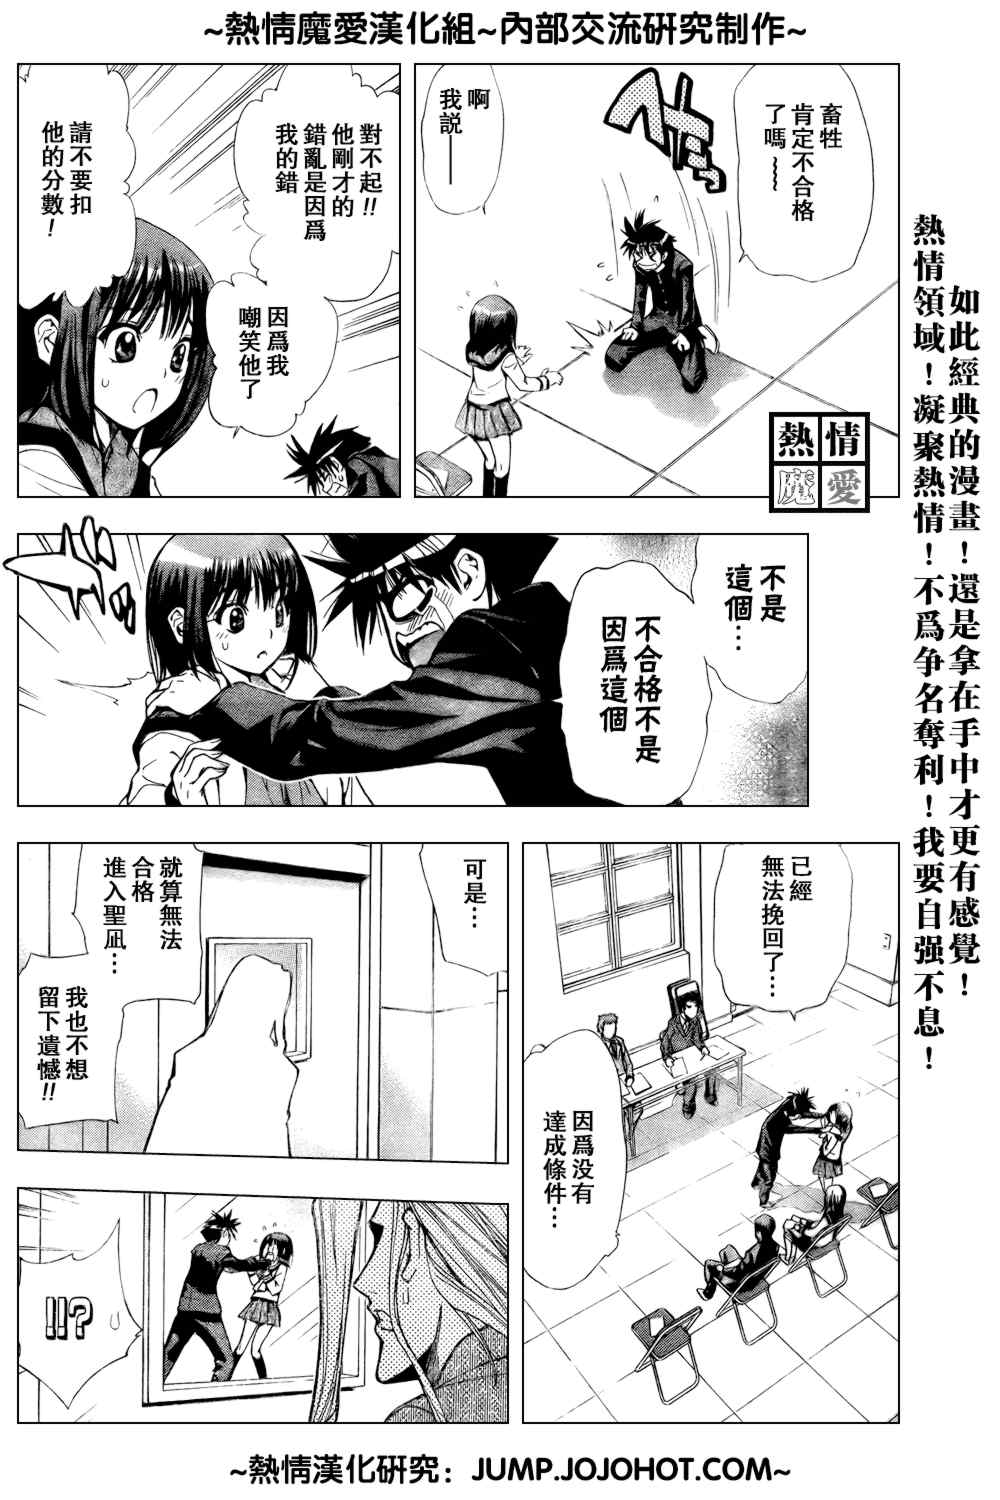 ~熱情魔愛漢化組~內部交流研究制作~
畜牲
肯定不合格
了嗎~~
啊
我説——
對不起!!
他剛才的
錯亂是因爲
我的錯
請不要扣
他的分數！
因爲我
嘲笑他了
熱情
魔愛
不是
這個…
不合格不是
因爲這個
已經
無法挽回了…
因爲没有
達成條件…
可是…
就算無法
合格
進入聖凪…
我也不想
留下遺憾!!
!!?
如此經典的漫畫！還是拿在手中才更有感覺！
熱情領域！凝聚熱情！不爲争名奪利！我要自强不息！
~熱情漢化研究：JUMP.JOJOHOT.COM~